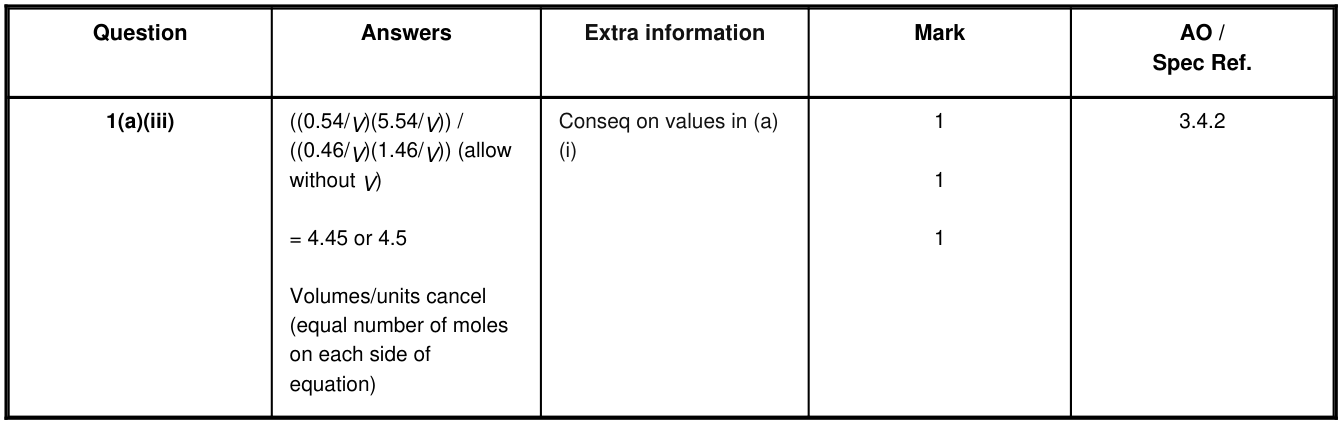 Question Answers Extra information Mark AO /
Spec Ref.
1(a)(iii) ((0.54/V)(5.54/V)) / Conseq on values in (a) 1 3.4.2
((0.46/V)(1.46/V)) (allow (i)
without V) 1
= 4.45 or 4.5 1
Volumes/units cancel
(equal number of moles
on each side of
equation)